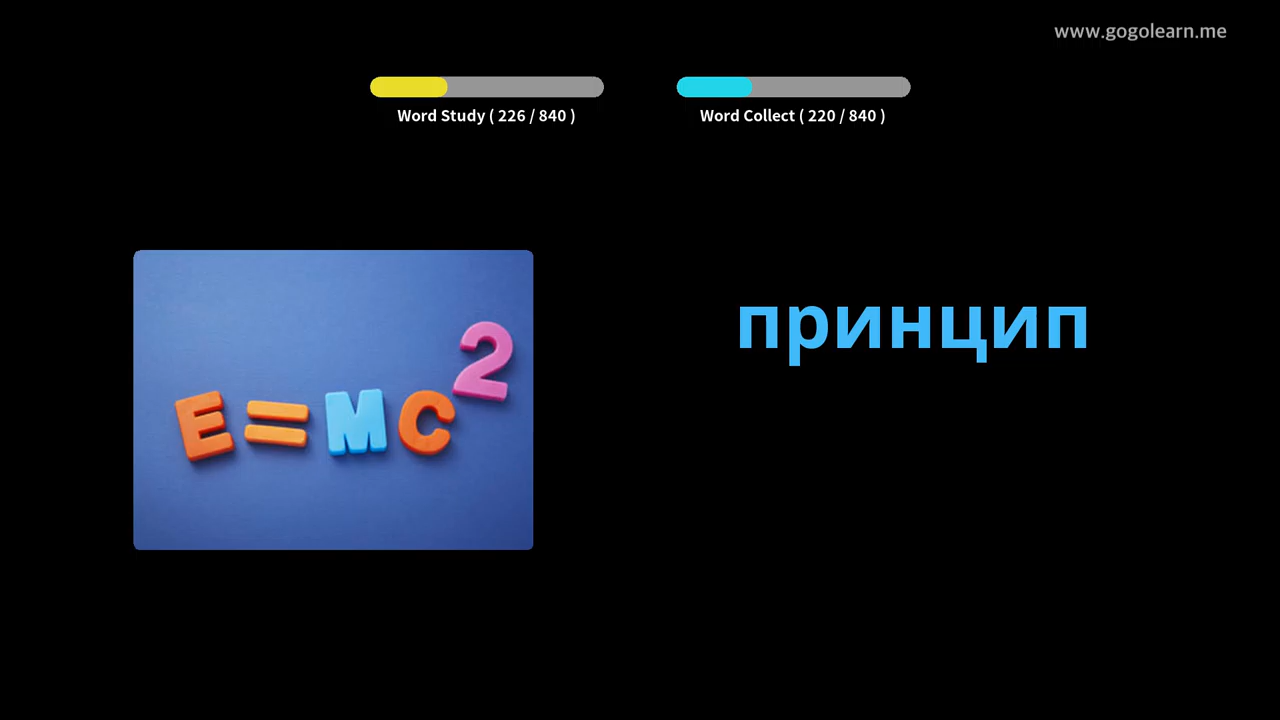 www.gogolearn.me
Word Study ( 226 / 840 )
Word Collect ( 220 / 840 )
принцип
E=MC²